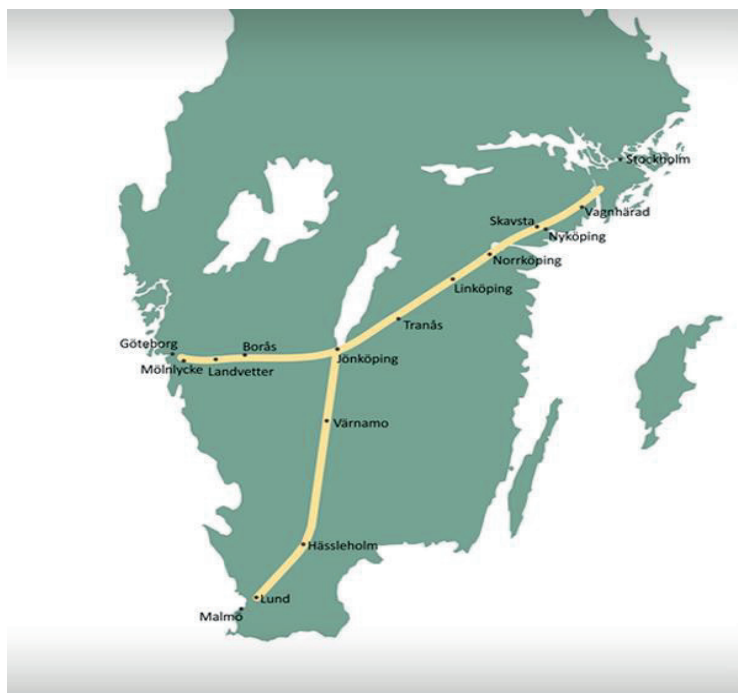 Stockholm
Vagnhärad
Skavsta
Nyköping
Norrköping
Linköping
Tranås
Göteborg
Borås
Jönköping
Mölnlycke
Landvetter
Värnamo
Hässleholm
Lund
Malmö